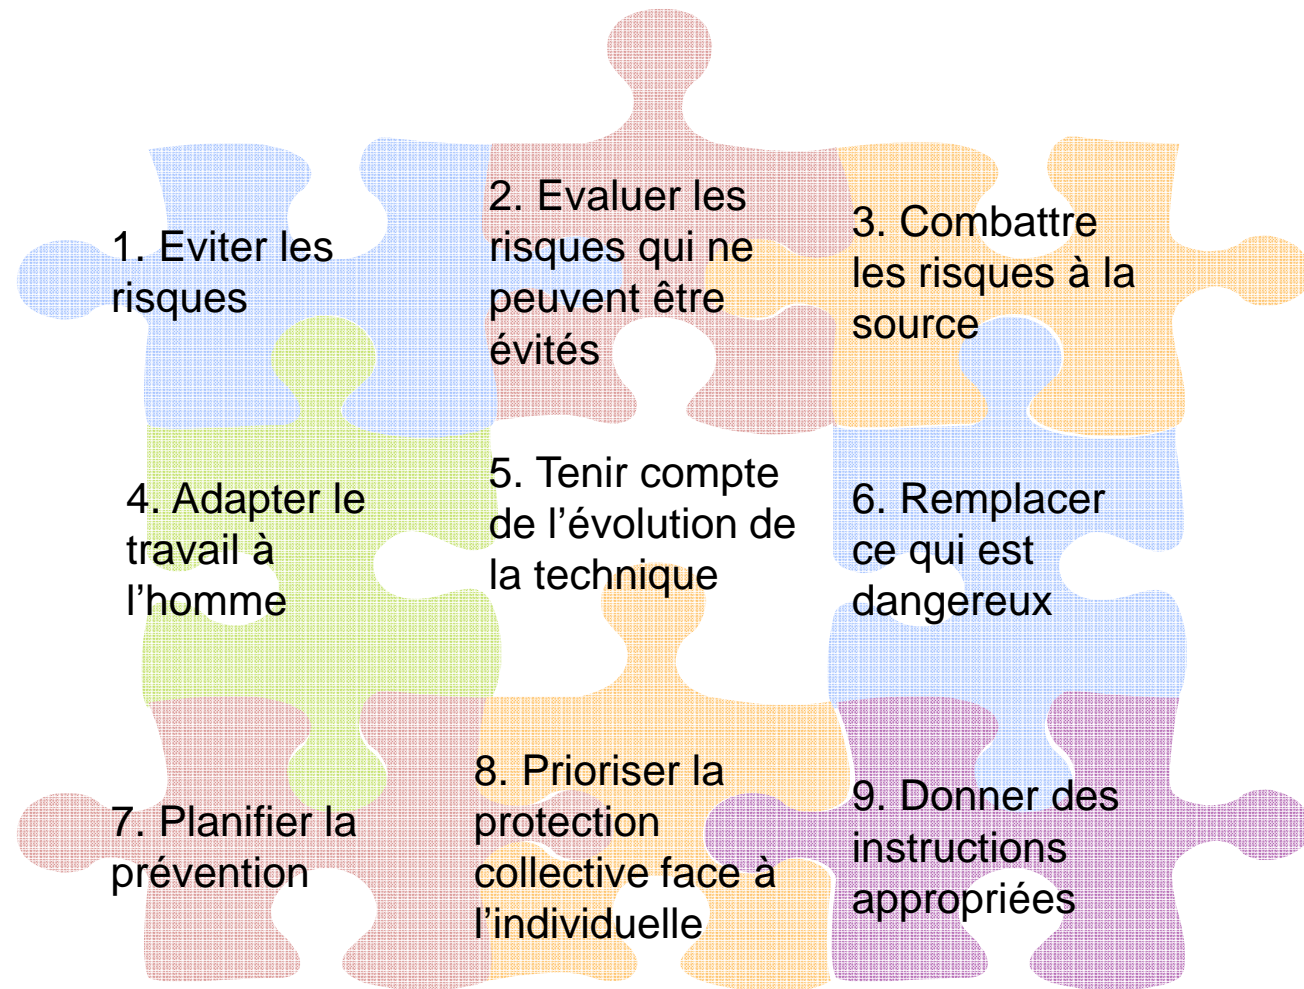 1. Eviter les
risques
2. Evaluer les
risques qui ne
peuvent être
évités
3. Combattre
les risques à la
source
4. Adapter le
travail à
l’homme
5. Tenir compte
de l’évolution de
la technique
6. Remplacer
ce qui est
dangereux
7. Planifier la
prévention
8. Prioriser la
protection
collective face à
l’individuelle
9. Donner des
instructions
appropriées